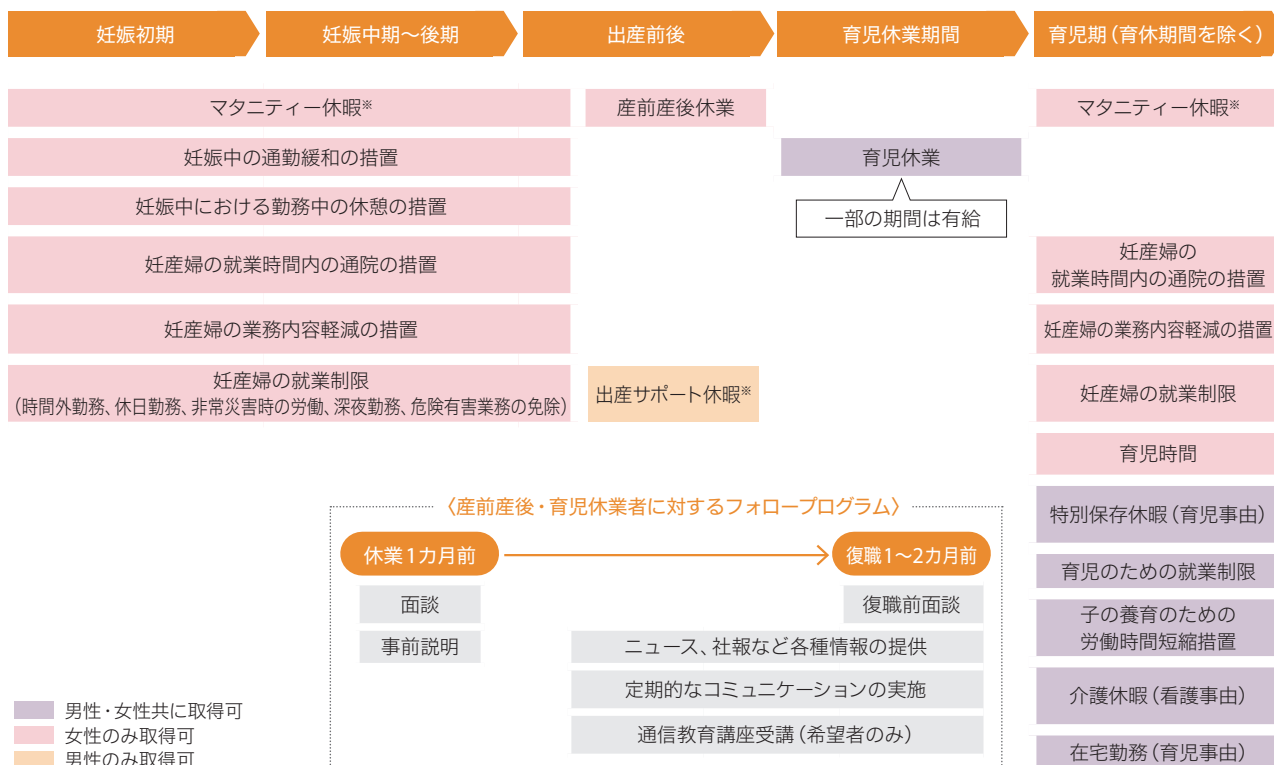 妊娠初期
妊娠中期～後期
出産前後
育児休業期間
育児期（育休期間を除く）
マタニティー休暇※
産前産後休業
マタニティー休暇※
妊娠中の通勤緩和の措置
育児休業
妊娠中における勤務中の休憩の措置
一部の期間は有給
妊産婦の就業時間内の通院の措置
妊産婦の
就業時間内の通院の措置
妊産婦の業務内容軽減の措置
妊産婦の業務内容軽減の措置
妊産婦の就業制限
（時間外勤務、休日勤務、非常災害時の労働、深夜勤務、危険有害業務の免除）
出産サポート休暇※
妊産婦の就業制限
育児時間
特別保存休暇（育児事由）
育児のための就業制限
子の養育のための
労働時間短縮措置
介護休暇（看護事由）
在宅勤務（育児事由）
〈産前産後・育児休業者に対するフォロープログラム〉
休業1カ月前
復職1～2カ月前
面談
復職前面談
事前説明
ニュース、社報など各種情報の提供
定期的なコミュニケーションの実施
通信教育講座受講（希望者のみ）
男性・女性共に取得可
女性のみ取得可
男性のみ取得可